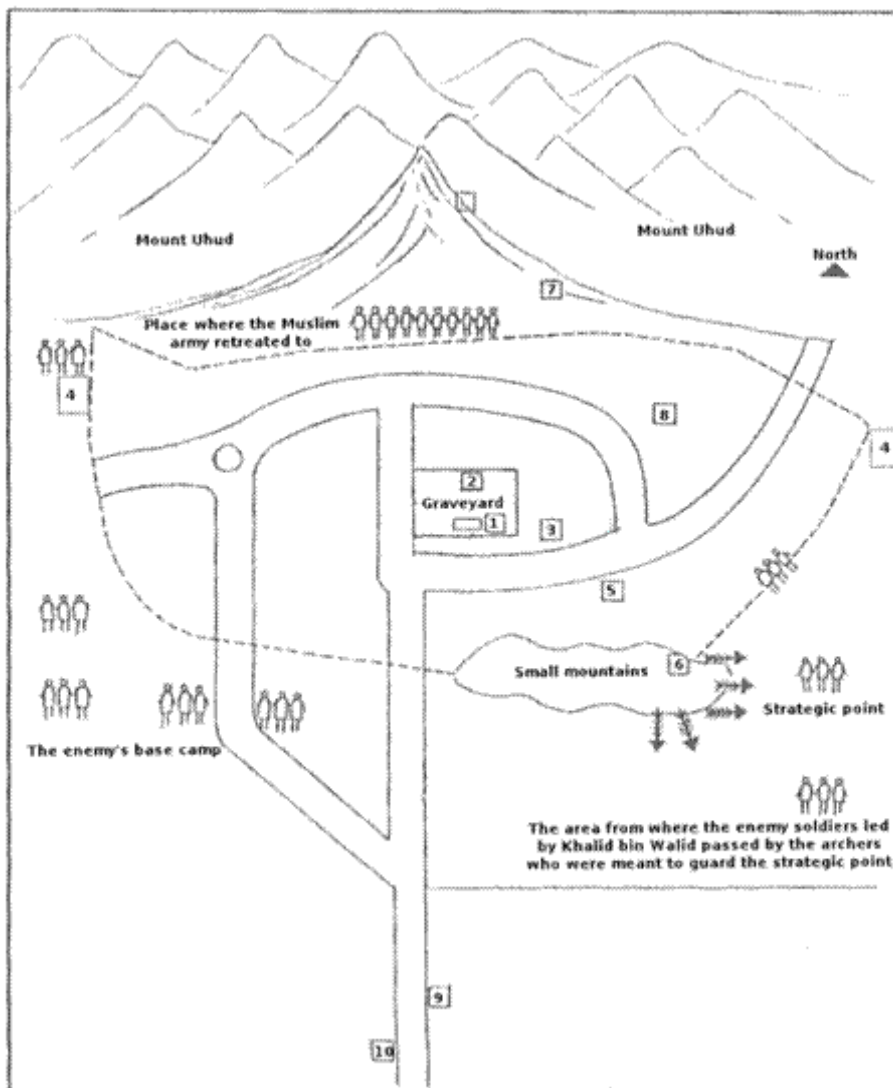 Mount Uhud
Mount Uhud
North
7
Place where the Muslim
army retreated to
4
8
4
2
Graveyard
1
3
5
Small mountains
6
Strategic point
The enemy's base camp
The area from where the enemy soldiers led
by Khalid bin Walid passed by the archers
who were meant to guard the strategic point
9
10